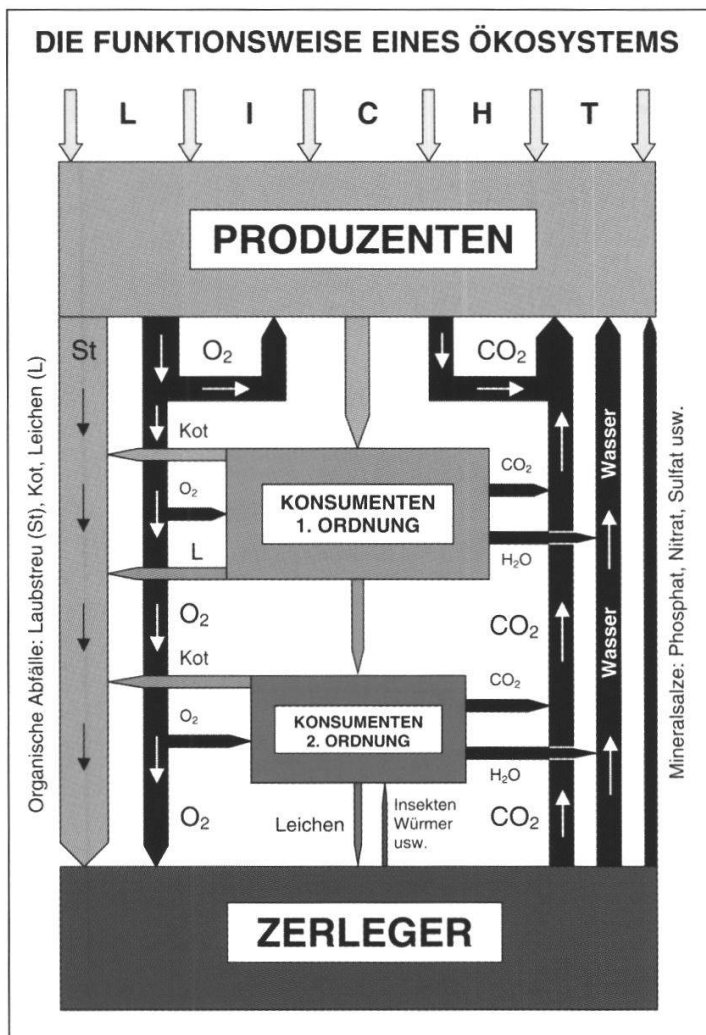 DIE FUNKTIONSWEISE EINES ÖKOSYSTEMS
L I C H T
PRODUZENTEN
St
O₂
CO₂
Kot
O₂
L
KONSUMENTEN
1. ORDNUNG
CO₂
H₂O
Wasser
O₂
CO₂
Kot
O₂
KONSUMENTEN
2. ORDNUNG
CO₂
H₂O
Wasser
O₂
Leichen
Insekten
Würmer
usw.
CO₂
ZERLEGER
Organische Abfälle: Laubstreu (St), Kot, Leichen (L)
Mineralsalze: Phosphat, Nitrat, Sulfat usw.